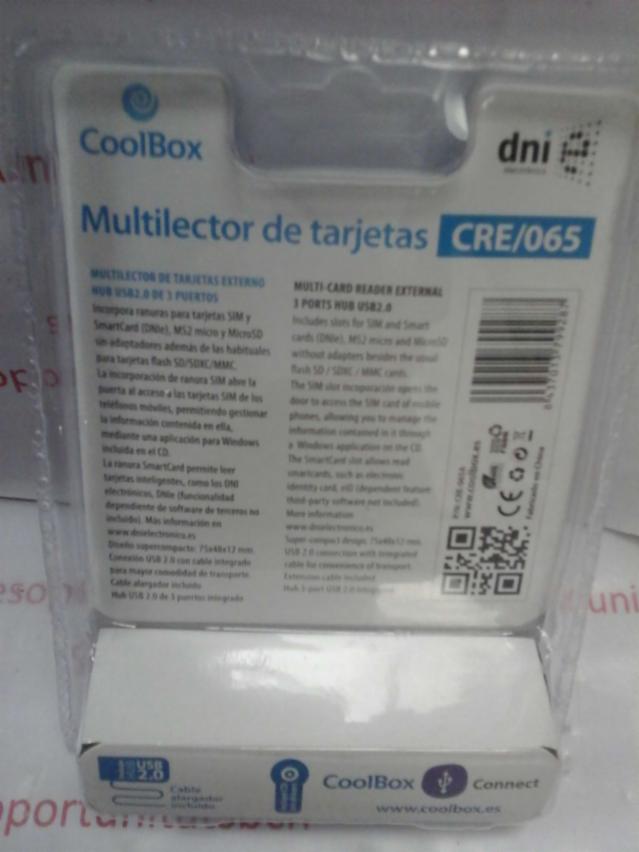 CoolBox
dni
electrónico
Multilector de tarjetas CRE/065
MULTILECTOR DE TARJETAS EXTERNO
HUB USB2.0 DE 3 PUERTOS
Incorpora ranuras para tarjetas SIM y
SmartCard (DNIe), MS2 micro y MicroSD
sin adaptadores además de las habituales
para tarjetas flash SD/SDXC/MMC.
La incorporación de ranura SIM abre la
puerta al acceso a las tarjetas SIM de los
teléfonos móviles, permitiendo gestionar
la información contenida en ella,
mediante una aplicación para Windows
incluida en el CD.
La ranura SmartCard permite leer
tarjetas inteligentes, como los DNI
electrónicos, DNIe (funcionalidad
dependiente de software de terceros no
incluido). Más información en
www.dnielectronico.es
Diseño supercompacto: 75x48x12 mm.
Conexión USB 2.0 con cable integrado
para mayor comodidad de transporte.
Cable alargador incluido
Hub USB 2.0 de 3 puertos integrado
MULTI-CARD READER EXTERNAL
3 PORTS HUB USB2.0
Includes slots for SIM and Smart
cards (DNIe), MS2 micro and MicroSD
without adapters besides the usual
flash SD / SDXC / MMC cards.
The SIM slot incoporación opens the
door to access the SIM card of mobile
phones, allowing you to manage the
information contained in it through
a Windows application on the CD.
The SmartCard slot allows read
smartcards, such as electronic
identity card, eID (dependent feature
third-party software not included).
More information
www.dnielectronico.es
Super-compact design: 75x48x12 mm.
USB 2.0 connection with integrated
cable for convenience of transport.
Extension cable included
Hub 3-port USB 2.0 integrated
www.coolbox.es
CE
Fabricado en China
USB
2.0
Cable
alargador
incluido
CoolBox Connect
www.coolbox.es